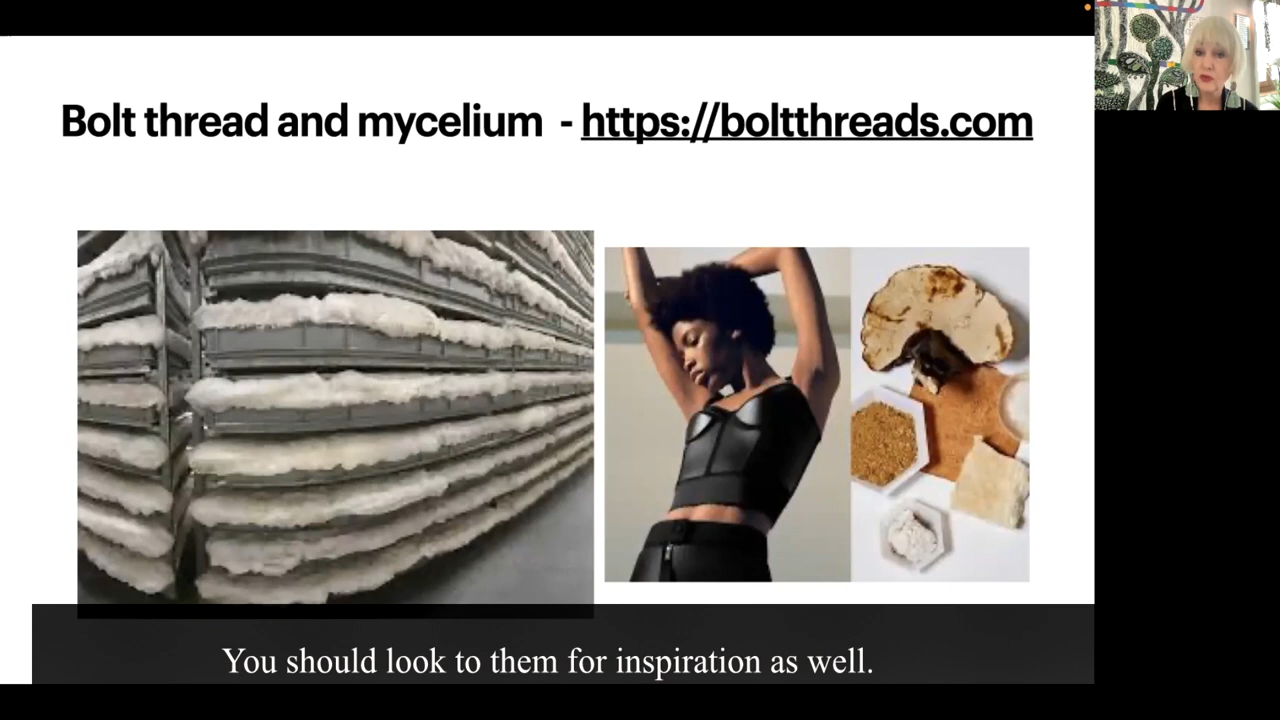 Bolt thread and mycelium - https://boltthreads.com
You should look to them for inspiration as well.